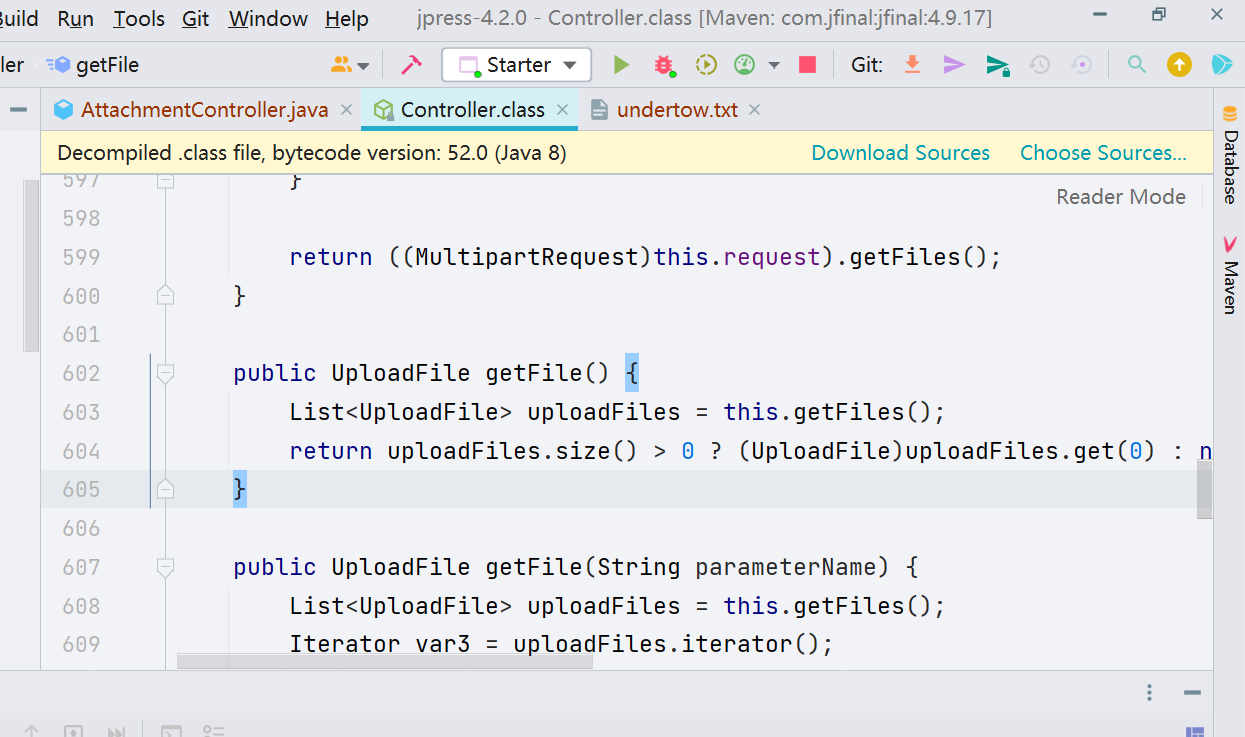 Build Run Tools Git Window Help jpress-4.2.0 - Controller.class [Maven: com.jfinal:jfinal:4.9.17]
ler getFile Starter Git:
AttachmentController.java Controller.class undertow.txt
Decompiled .class file, bytecode version: 52.0 (Java 8) Download Sources Choose Sources...
Reader Mode
Database
Maven
597 }
598
599 return ((MultipartRequest)this.request).getFiles();
600 }
601
602 public UploadFile getFile() {
603 List<UploadFile> uploadFiles = this.getFiles();
604 return uploadFiles.size() > 0 ? (UploadFile)uploadFiles.get(0) : n
605 }
606
607 public UploadFile getFile(String parameterName) {
608 List<UploadFile> uploadFiles = this.getFiles();
609 Iterator var3 = uploadFiles.iterator();